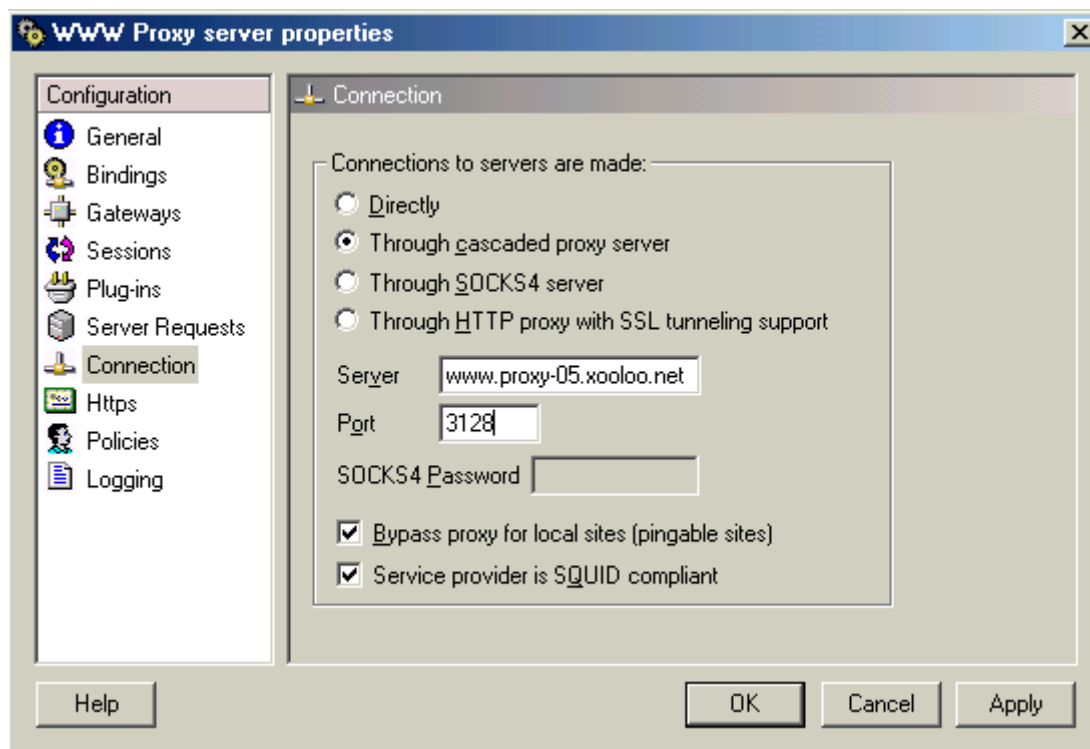 WWW Proxy server properties
Configuration
General
Bindings
Gateways
Sessions
Plug-ins
Server Requests
Connection
Https
Policies
Logging
Connection
Connections to servers are made:
Directly
Through cascaded proxy server
Through SOCKS4 server
Through HTTP proxy with SSL tunneling support
Server www.proxy-05.xooloo.net
Port 3128
SOCKS4 Password
Bypass proxy for local sites (pingable sites)
Service provider is SQUID compliant
Help OK Cancel Apply